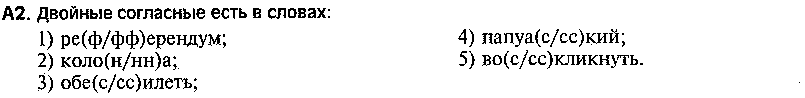 А2. Двойные согласные есть в словах:
1) ре(ф/фф)ерендум;
2) коло(н/нн)а;
3) обе(с/сс)илеть;
4) папуа(с/сс)кий;
5) во(с/сс)кликнуть.